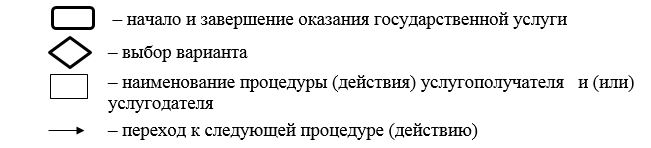 – начало и завершение оказания государственной услуги
– выбор варианта
– наименование процедуры (действия) услугополучателя и (или)
услугодателя
– переход к следующей процедуре (действию)